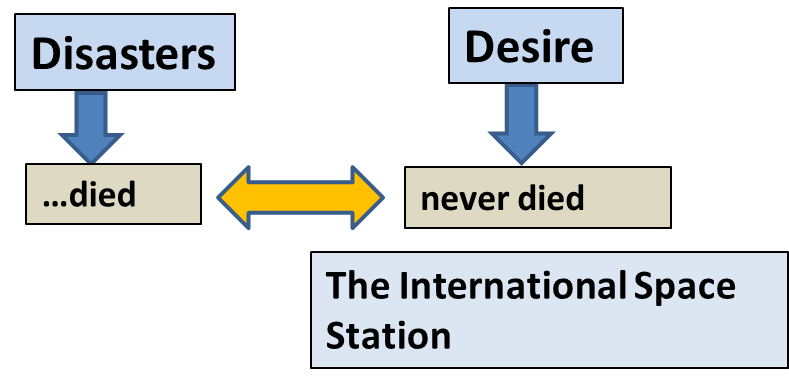 Disasters
Desire
...died
never died
The International Space
Station